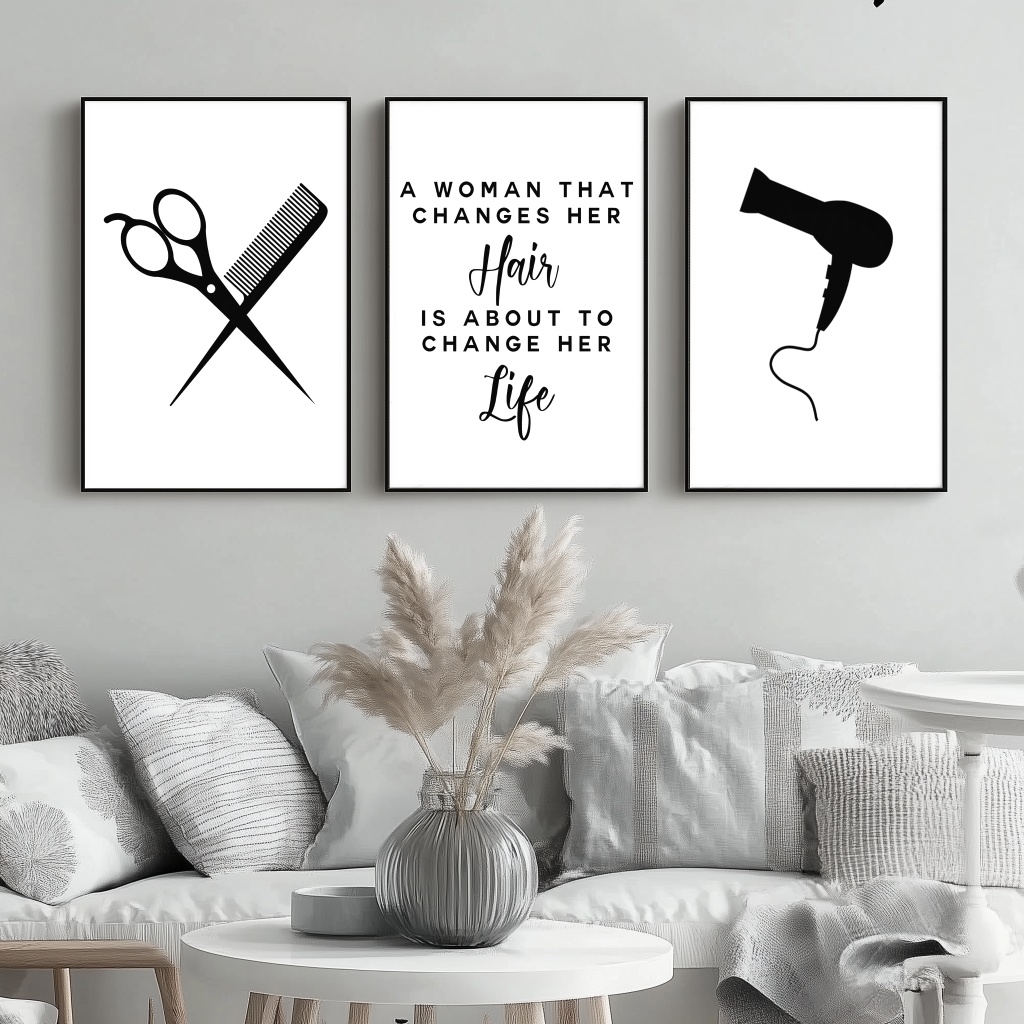 A WOMAN THAT
CHANGES HER
Hair
IS ABOUT TO
CHANGE HER
Life